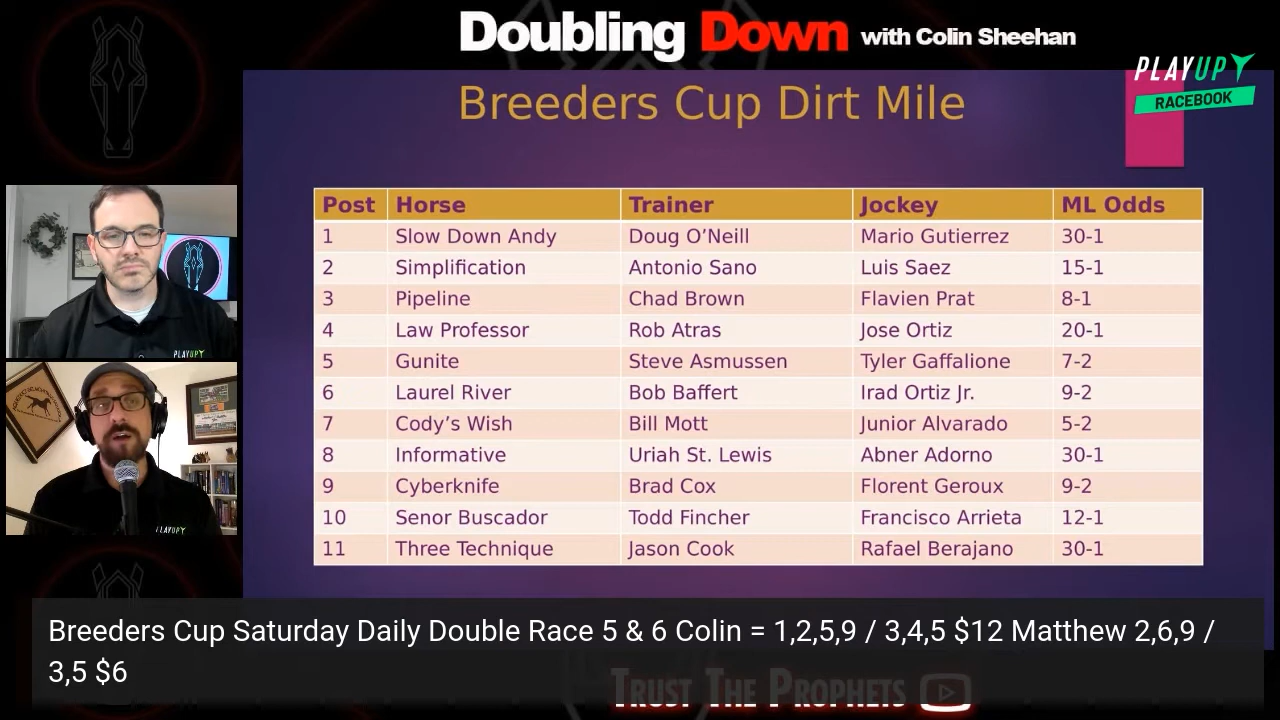 Doubling Down with Colin Sheehan
PLAYUP
RACEBOOK
Breeders Cup Dirt Mile
Post Horse Trainer Jockey ML Odds
1 Slow Down Andy Doug O’Neill Mario Gutierrez 30-1
2 Simplification Antonio Sano Luis Saez 15-1
3 Pipeline Chad Brown Flavien Prat 8-1
4 Law Professor Rob Atras Jose Ortiz 20-1
5 Gunite Steve Asmussen Tyler Gaffalione 7-2
6 Laurel River Bob Baffert Irad Ortiz Jr. 9-2
7 Cody’s Wish Bill Mott Junior Alvarado 5-2
8 Informative Uriah St. Lewis Abner Adorno 30-1
9 Cyberknife Brad Cox Florent Geroux 9-2
10 Senor Buscador Todd Fincher Francisco Arrieta 12-1
11 Three Technique Jason Cook Rafael Berajano 30-1
PLAYUP
PLAYUP
Breeders Cup Saturday Daily Double Race 5 & 6 Colin = 1,2,5,9 / 3,4,5 $12 Matthew 2,6,9 /
3,5 $6
TRUST THE PROPHETS